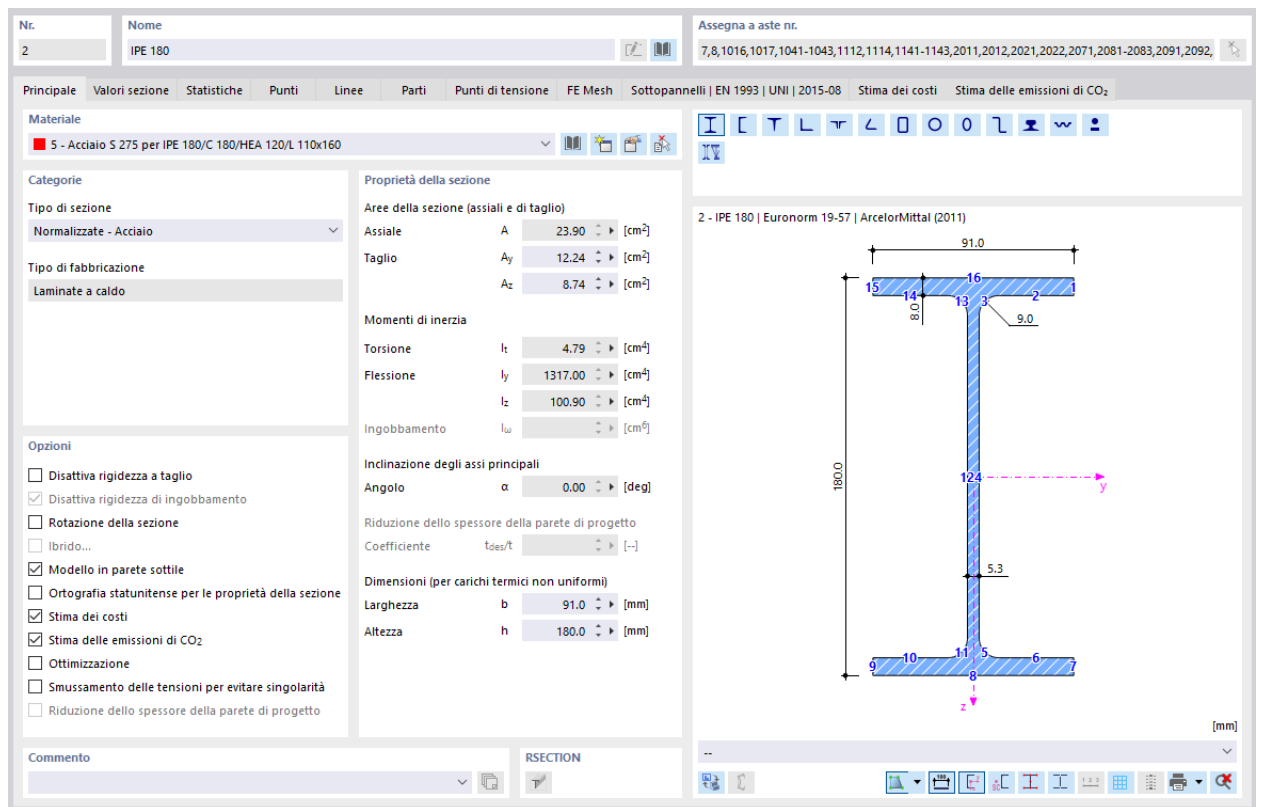 Nr.
2
Nome
IPE 180
Assegna a aste nr.
7,8,1016,1017,1041-1043,1112,1114,1141-1143,2011,2012,2021,2022,2071,2081-2083,2091,2092,
Principale Valori sezione Statistiche Punti Linee Parti Punti di tensione FE Mesh Sottopannelli | EN 1993 | UNI | 2015-08 Stima dei costi Stima delle emissioni di CO₂
Materiale
5 - Acciaio S 275 per IPE 180/C 180/HEA 120/L 110x160
Categorie
Tipo di sezione
Normalizzate - Acciaio
Tipo di fabbricazione
Laminate a caldo
Opzioni
Disattiva rigidezza a taglio
Disattiva rigidezza di ingobbamento
Rotazione della sezione
Ibrido...
Modello in parete sottile
Ortografia statunitense per le proprietà della sezione
Stima dei costi
Stima delle emissioni di CO2
Ottimizzazione
Smussamento delle tensioni per evitare singolarità
Riduzione dello spessore della parete di progetto
Proprietà della sezione
Aree della sezione (assiali e di taglio)
Assiale A 23.90 [cm2]
Taglio Ay 12.24 [cm2]
Az 8.74 [cm2]
Momenti di inerzia
Torsione It 4.79 [cm4]
Flessione Iy 1317.00 [cm4]
Iz 100.90 [cm4]
Ingobbamento Iω [cm6]
Inclinazione degli assi principali
Angolo α 0.00 [deg]
Riduzione dello spessore della parete di progetto
Coefficiente tdes/t [--]
Dimensioni (per carichi termici non uniformi)
Larghezza b 91.0 [mm]
Altezza h 180.0 [mm]
Commento
RSECTION
2 - IPE 180 | Euronorm 19-57 | ArcelorMittal (2011)
91.0
16
15 14 13 3 2 1
8.0
9.0
180.0
124
y
5.3
11 5
10 6
9 7
8
z
[mm]
--